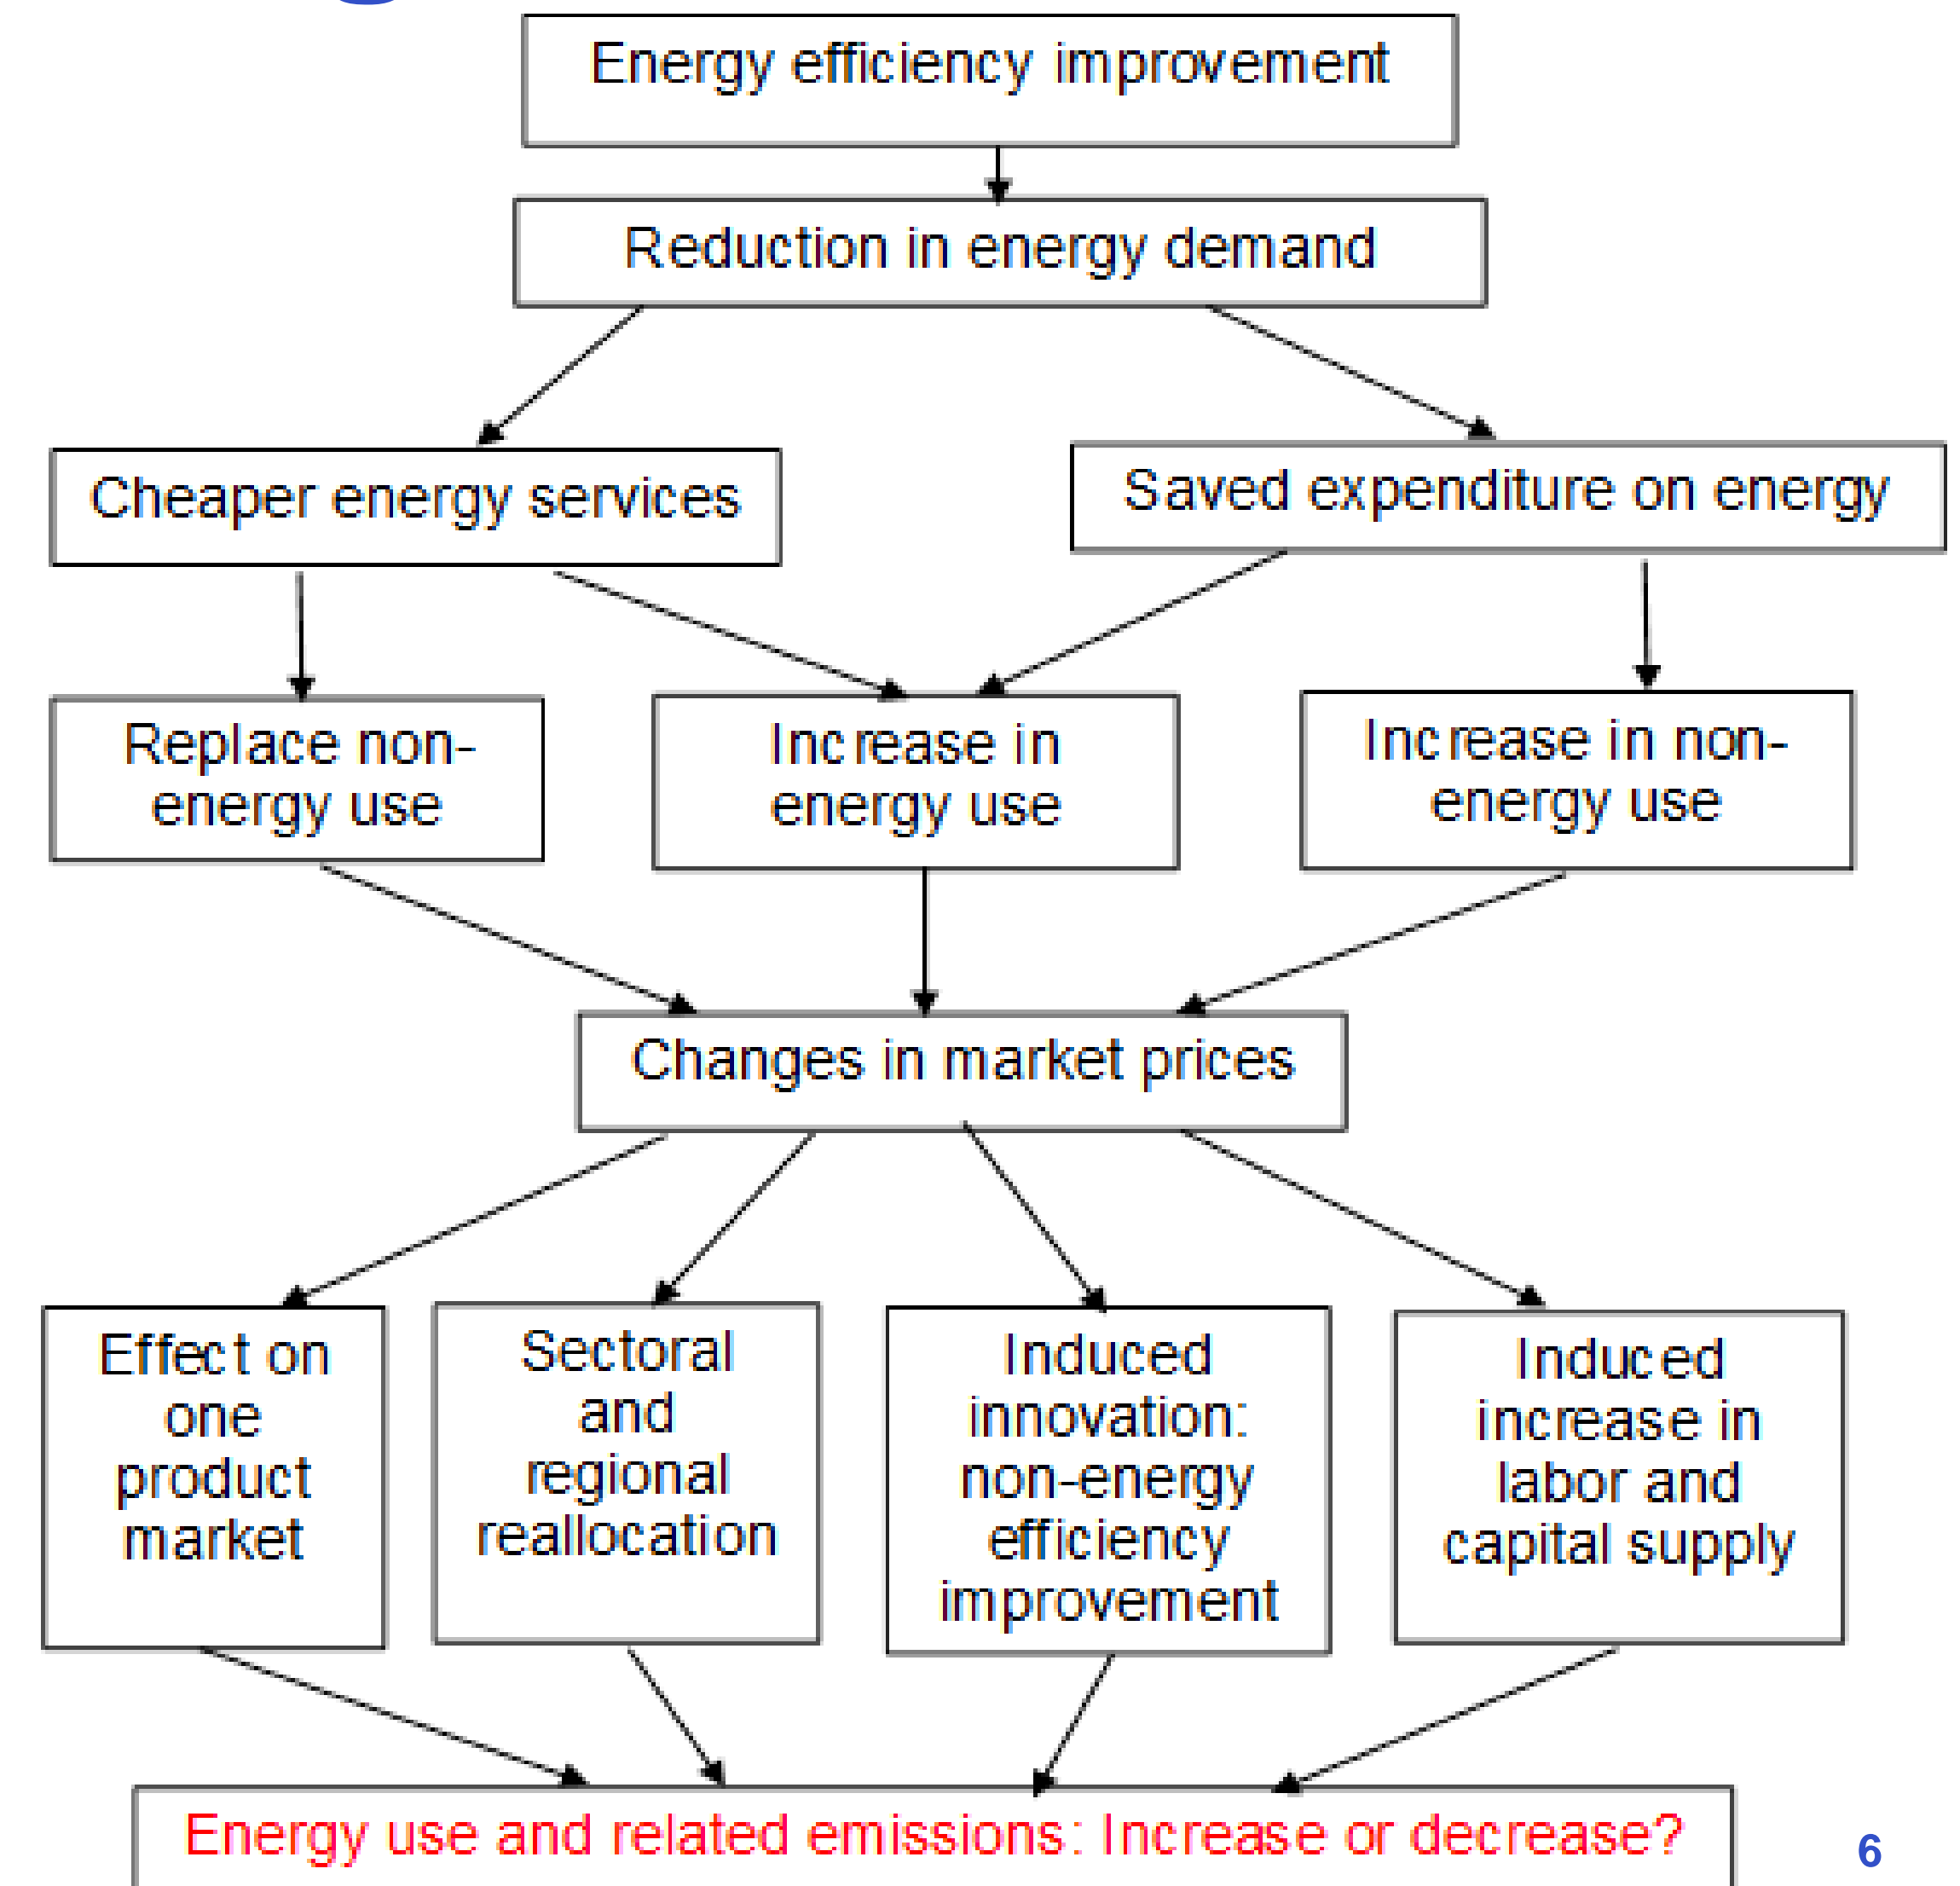 Energy efficiency improvement
Reduction in energy demand
Cheaper energy services
Saved expenditure on energy
Replace non-
energy use
Increase in
energy use
Increase in non-
energy use
Changes in market prices
Effect on
one
product
market
Sectoral
and
regional
reallocation
Induced
innovation:
non-energy
efficiency
improvement
Induced
increase in
labor and
capital supply
Energy use and related emissions: Increase or decrease?
6